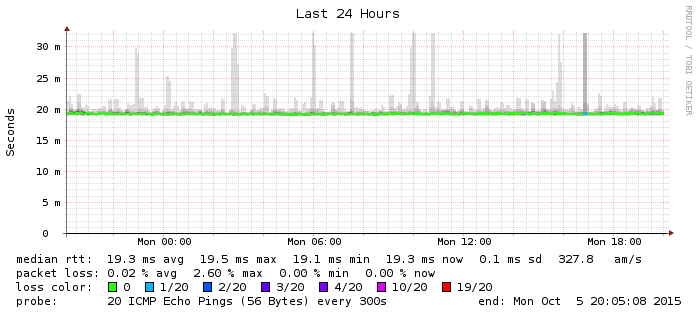 Last 24 Hours
RRDTOOL / TOBI OETIKER
Seconds
30 m
25 m
20 m
15 m
10 m
5 m
0
Mon 00:00 Mon 06:00 Mon 12:00 Mon 18:00
median rtt: 19.3 ms avg 19.5 ms max 19.1 ms min 19.3 ms now 0.1 ms sd 327.8 am/s
packet loss: 0.02 % avg 2.60 % max 0.00 % min 0.00 % now
loss color: 0 1/20 2/20 3/20 4/20 10/20 19/20
probe: 20 ICMP Echo Pings (56 Bytes) every 300s end: Mon Oct 5 20:05:08 2015